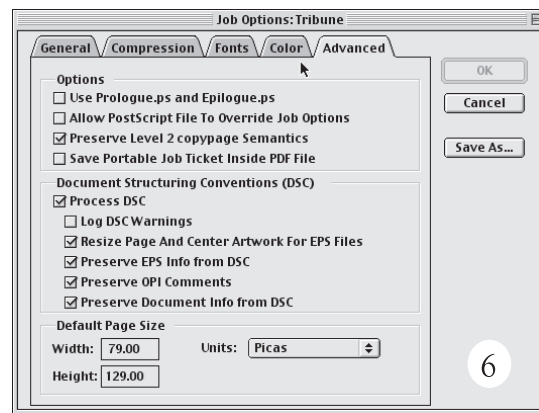 Job Options: Tribune
General Compression Fonts Color Advanced
Options
Use Prologue.ps and Epilogue.ps
Allow PostScript File To Override Job Options
Preserve Level 2 copypage Semantics
Save Portable Job Ticket Inside PDF File
Document Structuring Conventions (DSC)
Process DSC
Log DSC Warnings
Resize Page And Center Artwork For EPS Files
Preserve EPS Info from DSC
Preserve OPI Comments
Preserve Document Info from DSC
Default Page Size
Width: 79.00 Units: Picas
Height: 129.00
OK
Cancel
Save As...
6